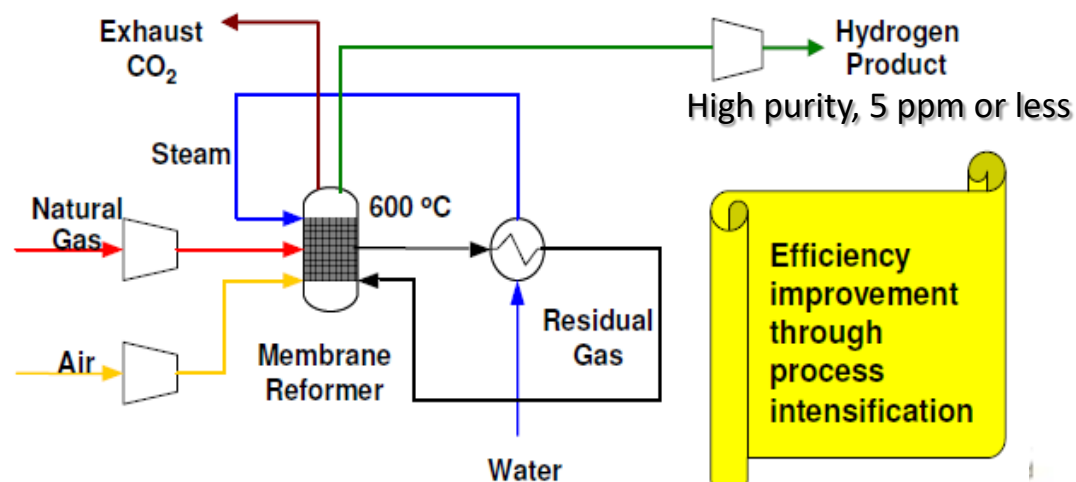 Exhaust
CO₂
Hydrogen
Product
High purity, 5 ppm or less
Steam
Natural
Gas
600 ºC
Air
Membrane
Reformer
Residual
Gas
Water
Efficiency
improvement
through
process
intensification